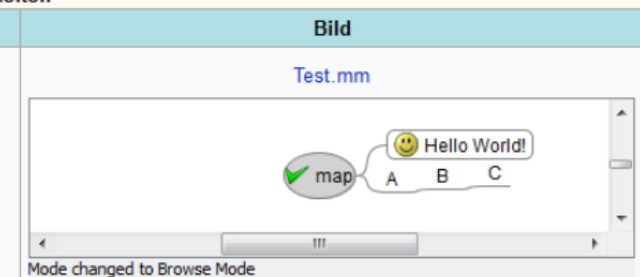 Bild
Test.mm
Hello World!
map
A B C
Mode changed to Browse Mode